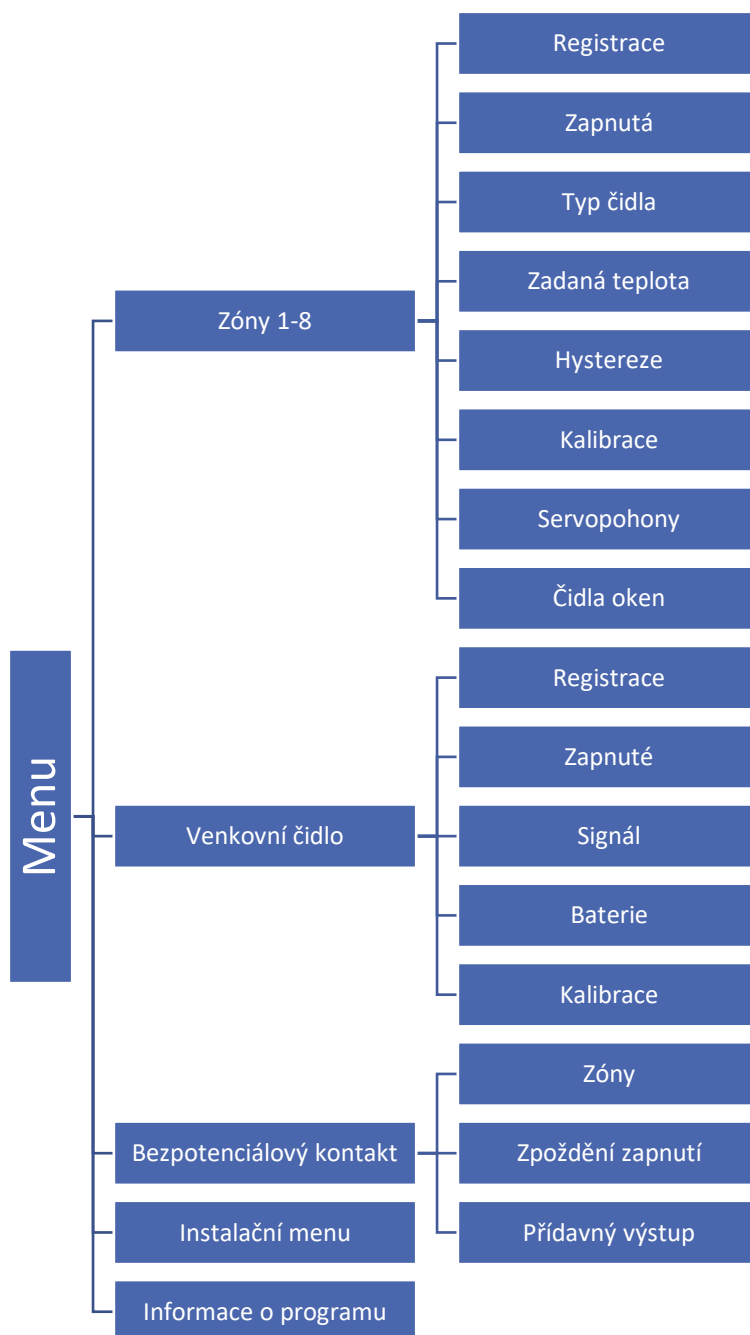 Menu
Zóny 1-8
Registrace
Zapnutá
Typ čidla
Zadaná teplota
Hystereze
Kalibrace
Servopohony
Čidla oken
Venkovní čidlo
Registrace
Zapnuté
Signál
Baterie
Kalibrace
Bezpotenciálový kontakt
Zóny
Zpoždění zapnutí
Přídavný výstup
Instalační menu
Informace o programu